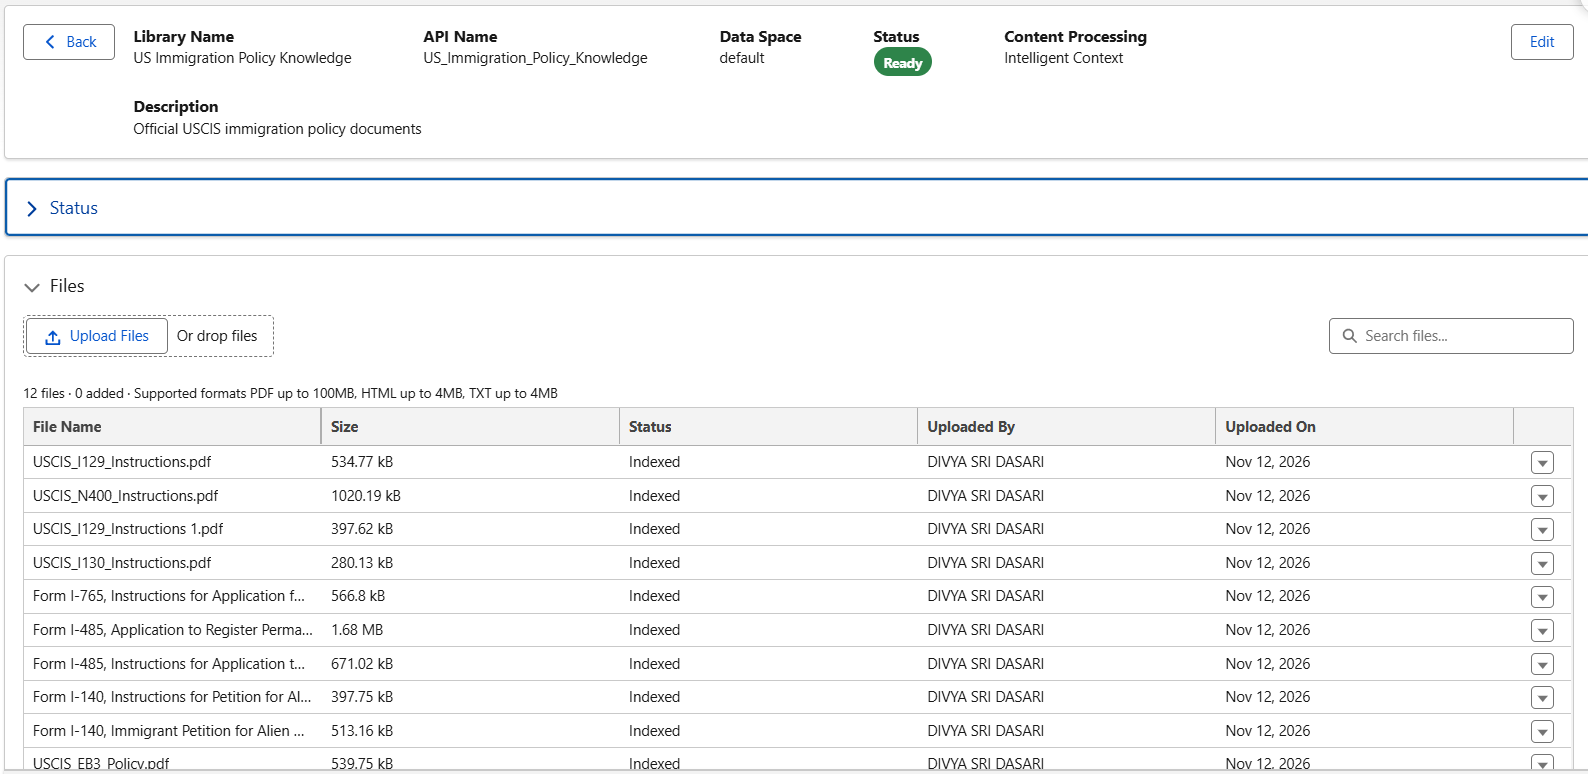 Back
Library Name
US Immigration Policy Knowledge
API Name
US_Immigration_Policy_Knowledge
Data Space
default
Status
Ready
Content Processing
Intelligent Context
Edit
Description
Official USCIS immigration policy documents
Status
Files
Upload Files Or drop files
Search files...
12 files · 0 added · Supported formats PDF up to 100MB, HTML up to 4MB, TXT up to 4MB
File Name Size Status Uploaded By Uploaded On
USCIS_I129_Instructions.pdf 534.77 kB Indexed DIVYA SRI DASARI Nov 12, 2026
USCIS_N400_Instructions.pdf 1020.19 kB Indexed DIVYA SRI DASARI Nov 12, 2026
USCIS_I129_Instructions 1.pdf 397.62 kB Indexed DIVYA SRI DASARI Nov 12, 2026
USCIS_I130_Instructions.pdf 280.13 kB Indexed DIVYA SRI DASARI Nov 12, 2026
Form I-765, Instructions for Application f... 566.8 kB Indexed DIVYA SRI DASARI Nov 12, 2026
Form I-485, Application to Register Perma... 1.68 MB Indexed DIVYA SRI DASARI Nov 12, 2026
Form I-485, Instructions for Application t... 671.02 kB Indexed DIVYA SRI DASARI Nov 12, 2026
Form I-140, Instructions for Petition for Al... 397.75 kB Indexed DIVYA SRI DASARI Nov 12, 2026
Form I-140, Immigrant Petition for Alien ... 513.16 kB Indexed DIVYA SRI DASARI Nov 12, 2026
USCIS_EB3_Policy.pdf 539.75 kB Indexed DIVYA SRI DASARI Nov 12, 2026